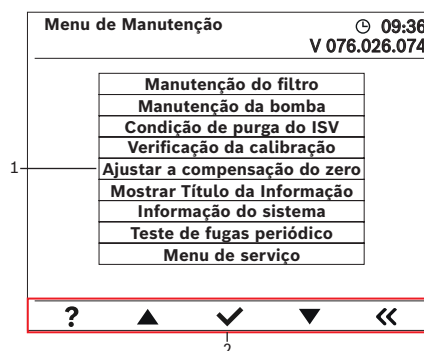 Menu de Manutenção
09:36
V 076.026.074
Manutenção do filtro
Manutenção da bomba
Condição de purga do ISV
Verificação da calibração
1
Ajustar a compensação do zero
Mostrar Título da Informação
Informação do sistema
Teste de fugas periódico
Menu de serviço
?
2